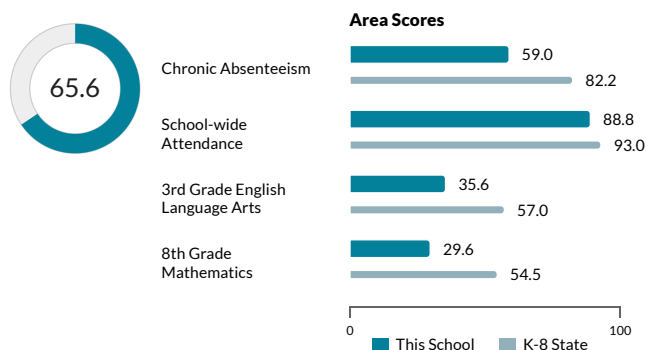 65.6
Area Scores
Chronic Absenteeism
59.0
82.2
School-wide
Attendance
88.8
93.0
3rd Grade English
Language Arts
35.6
57.0
8th Grade
Mathematics
29.6
54.5
0
100
This School
K-8 State